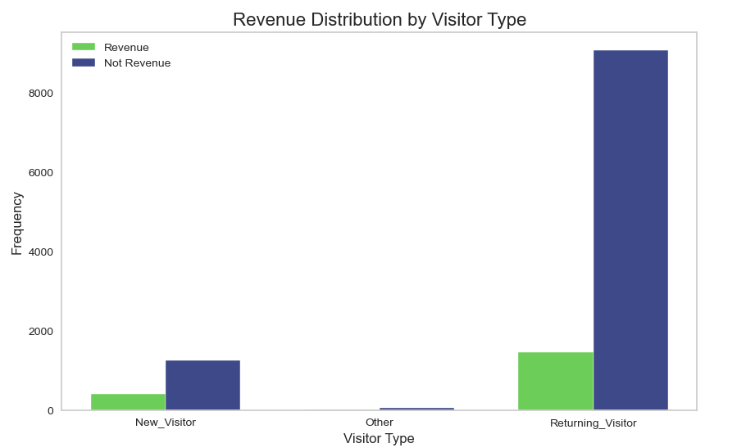 Revenue Distribution by Visitor Type
Revenue
Not Revenue
8000
6000
4000
2000
0
Frequency
New_Visitor
Other
Returning_Visitor
Visitor Type